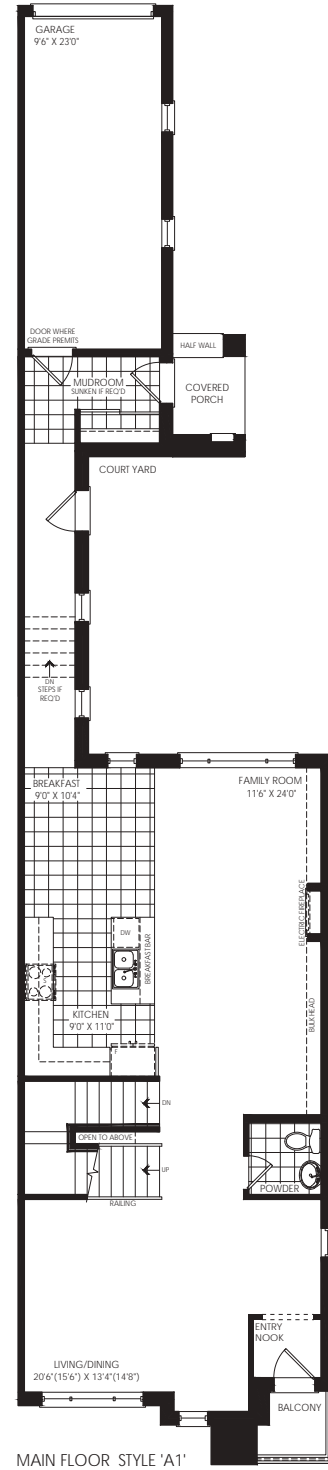 GARAGE
9'6" X 23'0"
DOOR WHERE
GRADE PREMITS
MUDROOM
SUNKEN IF REQ'D
HALF WALL
COVERED
PORCH
COURT YARD
DN
STEPS IF
REQ'D
BREAKFAST
9'0" X 10'4"
FAMILY ROOM
11'6" X 24'0"
ELECTRIC FIREPLACE
DW
BREAKFAST BAR
KITCHEN
9'0" X 11'0"
F
BULKHEAD
DN
OPEN TO ABOVE
UP
RAILING
POWDER
ENTRY
NOOK
LIVING/DINING
20'6"(15'6") X 13'4"(14'8")
BALCONY
MAIN FLOOR STYLE 'A1'